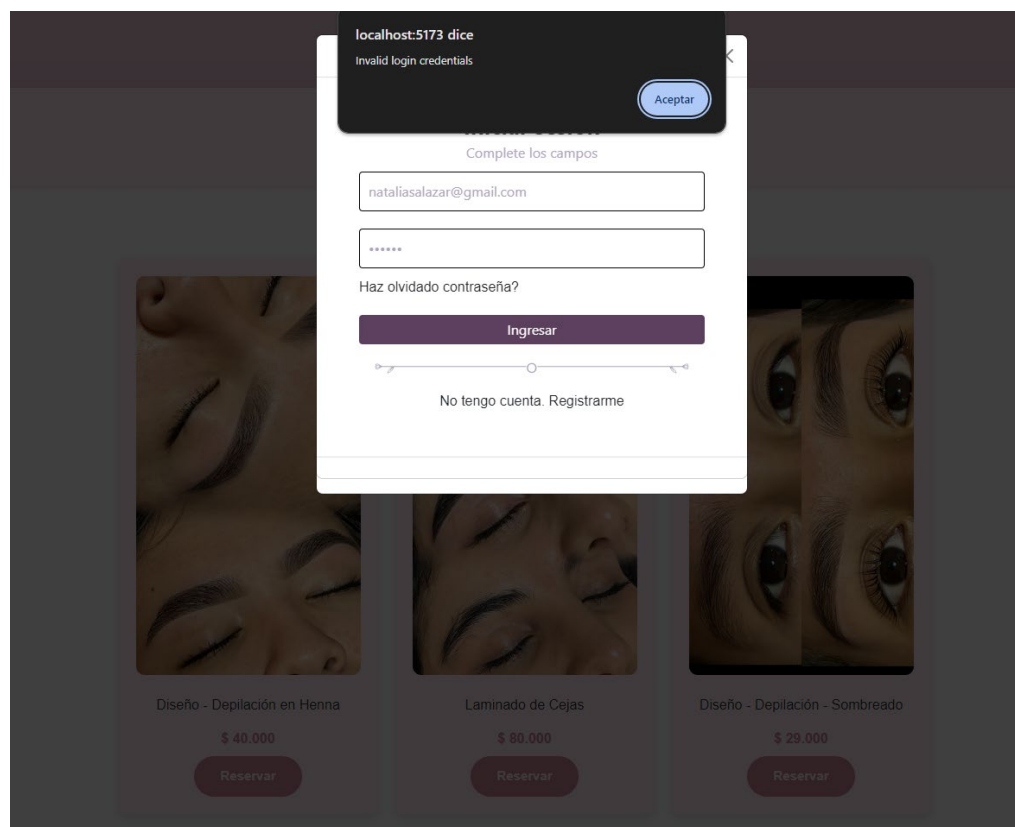 localhost:5173 dice
Invalid login credentials
Aceptar
Complete los campos
nataliasalazar@gmail.com
••••••
Haz olvidado contraseña?
Ingresar
No tengo cuenta. Registrarme
Diseño - Depilación en Henna
Laminado de Cejas
Diseño - Depilación - Sombreado
$ 40.000
$ 80.000
$ 29.000
Reservar
Reservar
Reservar